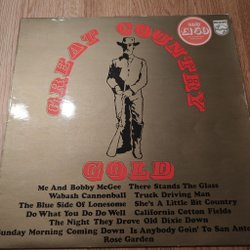 GREAT COUNTRY
GOLD
Me And Bobby McGee There Stands The Glass
Wabash Cannonball Truck Driving Man
The Blue Side Of Lonesome She's A Little Bit Country
Do What You Do Do Well California Cotton Fields
The Night They Drove Old Dixie Down
Sunday Morning Coming Down Is Anybody Goin' To San Ant
Rose Garden